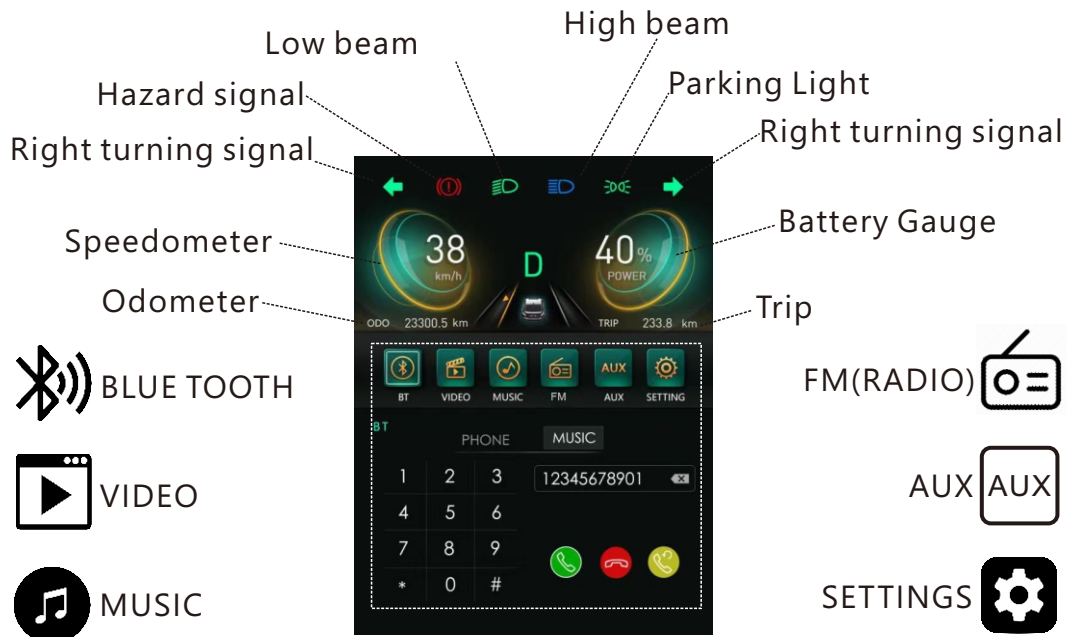 High beam
Low beam
Parking Light
Hazard signal
Right turning signal
Right turning signal
Battery Gauge
Speedometer
38
km/h
D
40%
POWER
Odometer
Trip
ODO 23300.5 km
TRIP 233.8 km
BLUE TOOTH
FM(RADIO)
AUX
BT VIDEO MUSIC FM AUX SETTING
BT
PHONE MUSIC
1 2 3
12345678901
VIDEO
AUX AUX
4 5 6
7 8 9
* 0 #
MUSIC
SETTINGS